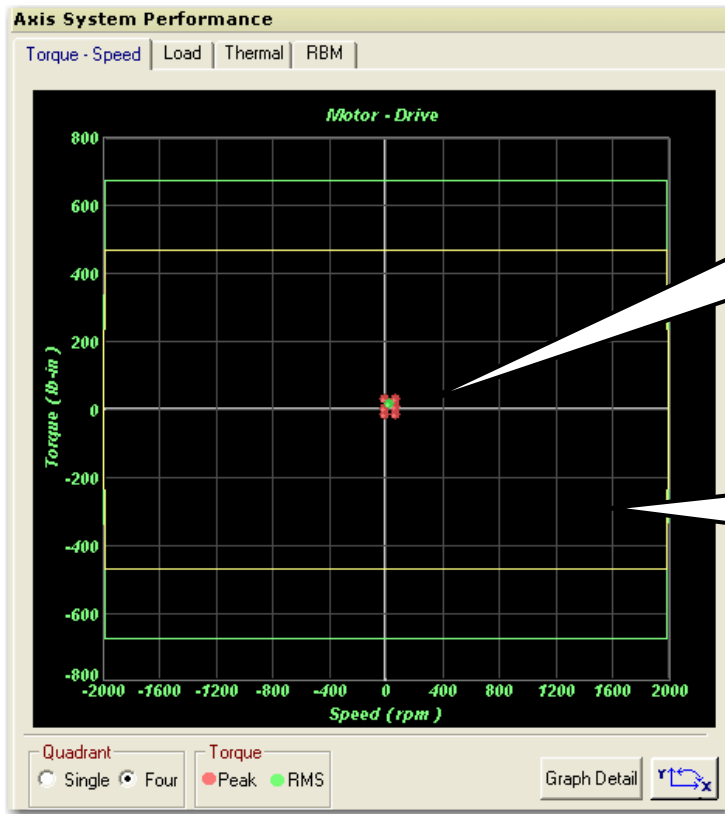 Axis System Performance
Torque - Speed Load Thermal RBM
Motor - Drive
800
600
400
200
0
-200
-400
-600
-800
Torque ( lb-in )
-2000 -1600 -1200 -800 -400 0 400 800 1200 1600 2000
Speed ( rpm )
Quadrant Torque
Single Four Peak RMS Graph Detail Y X